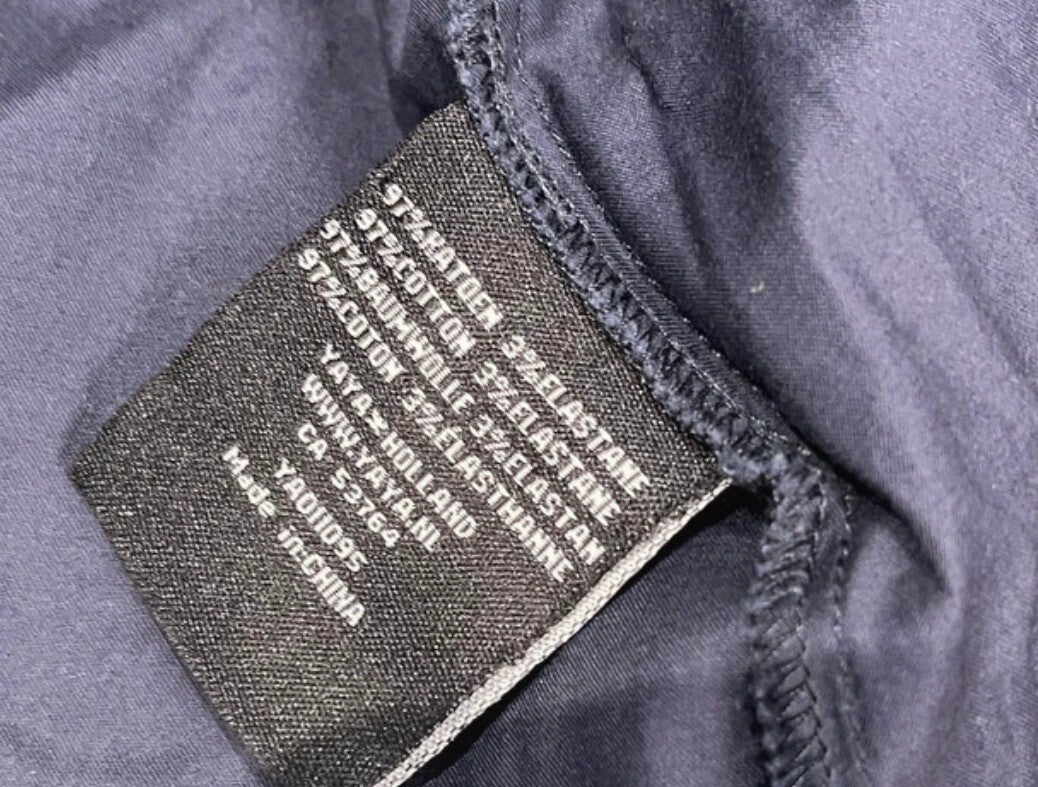 97%KATOEN 3%ELASTANE
97%COTTON 3%ELASTANE
97%BAUMWOLLE 3%ELASTAN
97%COTON 3%ELASTHANNE
YAYA HOLLAND
WWW.YAYA.NL
CA 53764
YA011095
Made in:CHINA